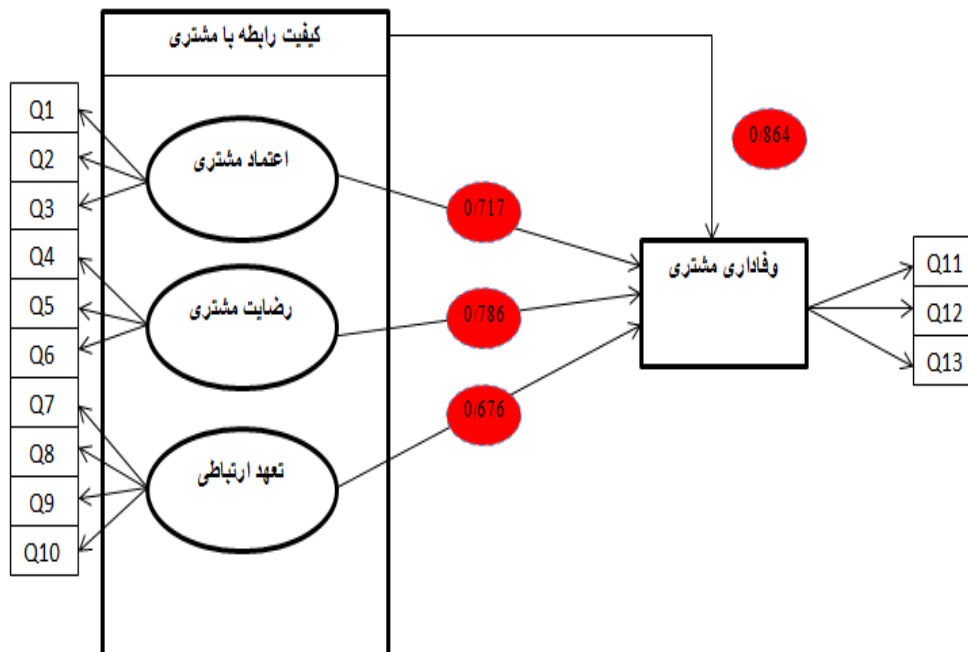 کیفیت رابطه با مشتری
Q1
Q2
Q3
Q4
Q5
Q6
Q7
Q8
Q9
Q10
اعتماد مشتری
رضایت مشتری
تعهد ارتباطی
0/717
0/786
0/676
0/864
وفاداری مشتری
Q11
Q12
Q13